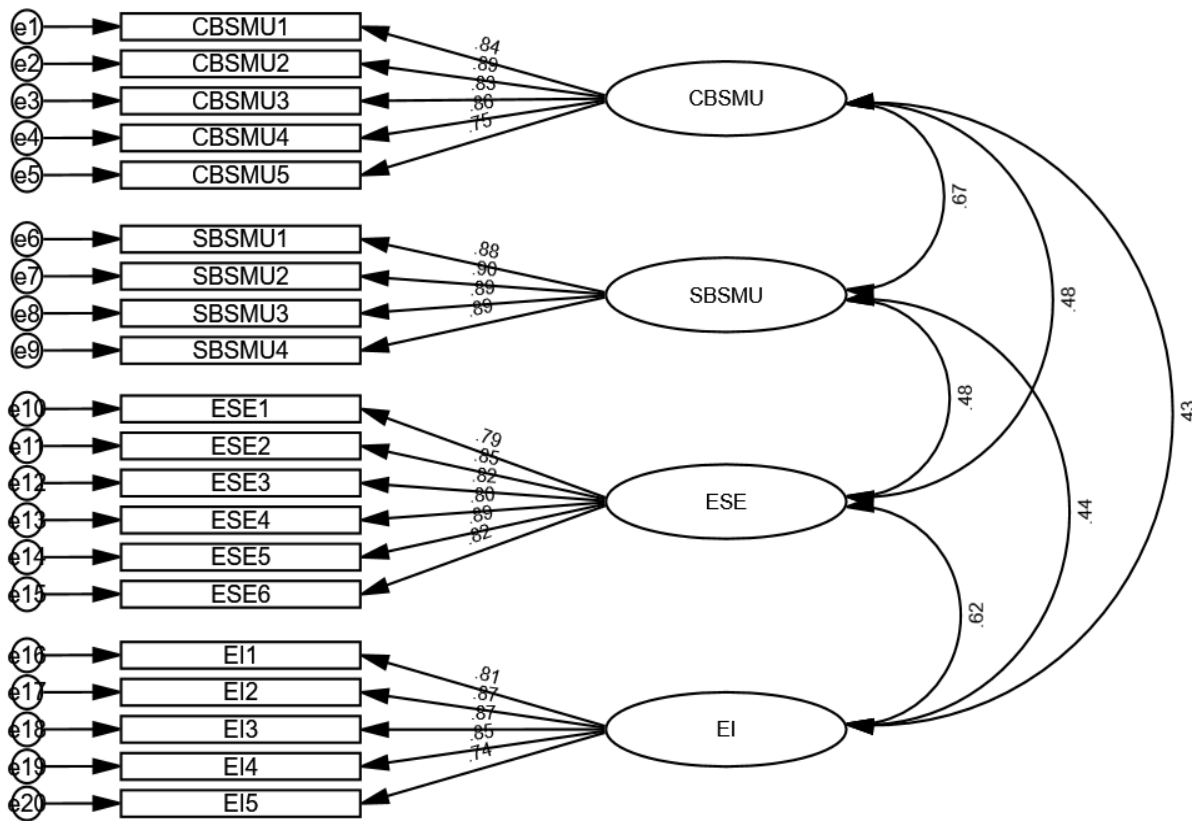 e1 CBSMU1
e2 CBSMU2
e3 CBSMU3
e4 CBSMU4
e5 CBSMU5
.84
.89
.83
.86
.75
CBSMU
e6 SBSMU1
e7 SBSMU2
e8 SBSMU3
e9 SBSMU4
.88
.90
.89
.89
SBSMU
e10 ESE1
e11 ESE2
e12 ESE3
e13 ESE4
e14 ESE5
e15 ESE6
.79
.85
.82
.80
.89
.82
ESE
e16 EI1
e17 EI2
e18 EI3
e19 EI4
e20 EI5
.81
.87
.87
.85
.74
EI
.67
.48
.43
.48
.44
.62